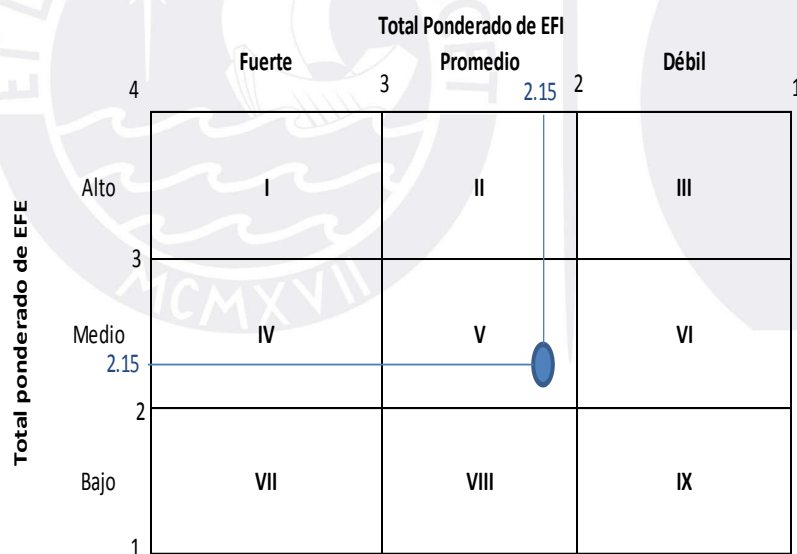 Total Ponderado de EFI
Fuerte Promedio Débil
4 3 2.15 2 1
Total ponderado de EFE
Alto I II III
3
Medio IV V VI
2.15
2
Bajo VII VIII IX
1
MCMXVII